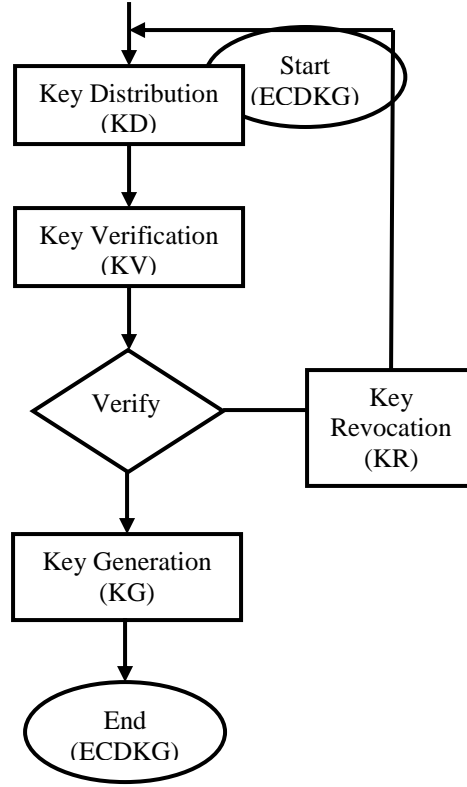 Start
(ECDKG)
Key Distribution
(KD)
Key Verification
(KV)
Verify
Key
Revocation
(KR)
Key Generation
(KG)
End
(ECDKG)